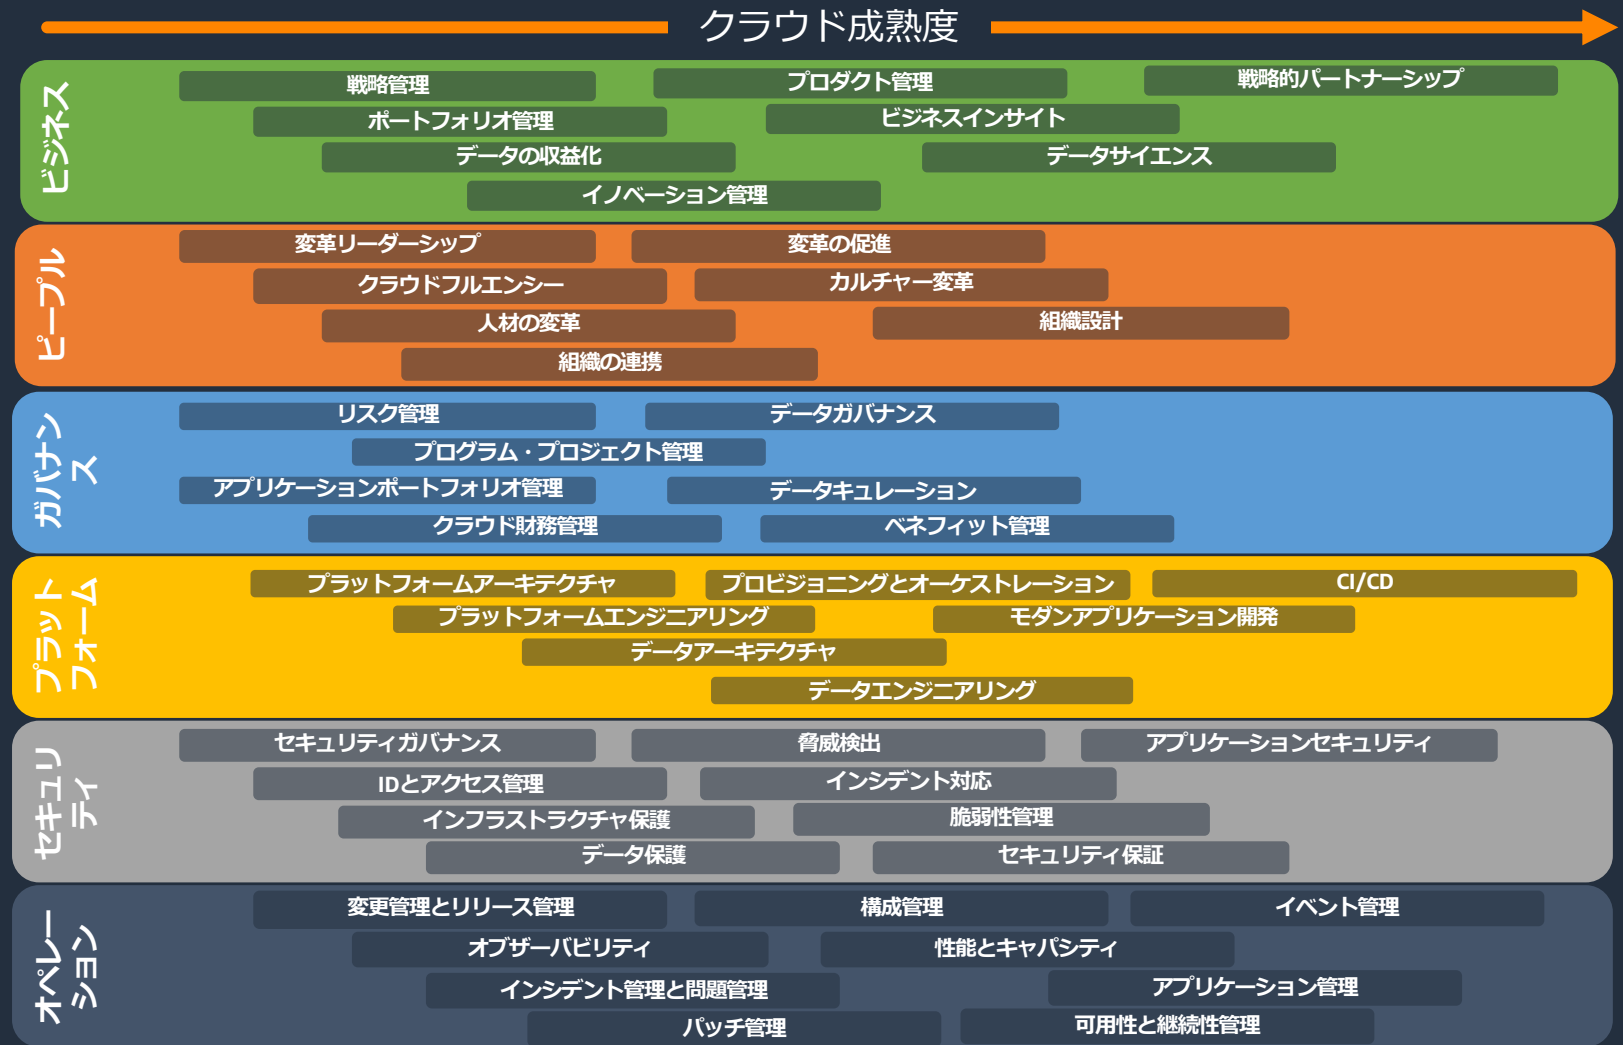 クラウド成熟度
ビジネス
戦略管理
プロダクト管理
戦略的パートナーシップ
ポートフォリオ管理
ビジネスインサイト
データの収益化
データサイエンス
イノベーション管理
ピープル
変革リーダーシップ
変革の促進
クラウドフルエンシー
カルチャー変革
人材の変革
組織設計
組織の連携
ガバナン
ス
リスク管理
データガバナンス
プログラム・プロジェクト管理
アプリケーションポートフォリオ管理
データキュレーション
クラウド財務管理
ベネフィット管理
プラット
フォーム
プラットフォームアーキテクチャ
プロビジョニングとオーケストレーション
CI/CD
プラットフォームエンジニアリング
モダンアプリケーション開発
データアーキテクチャ
データエンジニアリング
セキュリ
ティ
セキュリティガバナンス
脅威検出
アプリケーションセキュリティ
IDとアクセス管理
インシデント対応
インフラストラクチャ保護
脆弱性管理
データ保護
セキュリティ保証
オペレー
ション
変更管理とリリース管理
構成管理
イベント管理
オブザーバビリティ
性能とキャパシティ
インシデント管理と問題管理
アプリケーション管理
パッチ管理
可用性と継続性管理